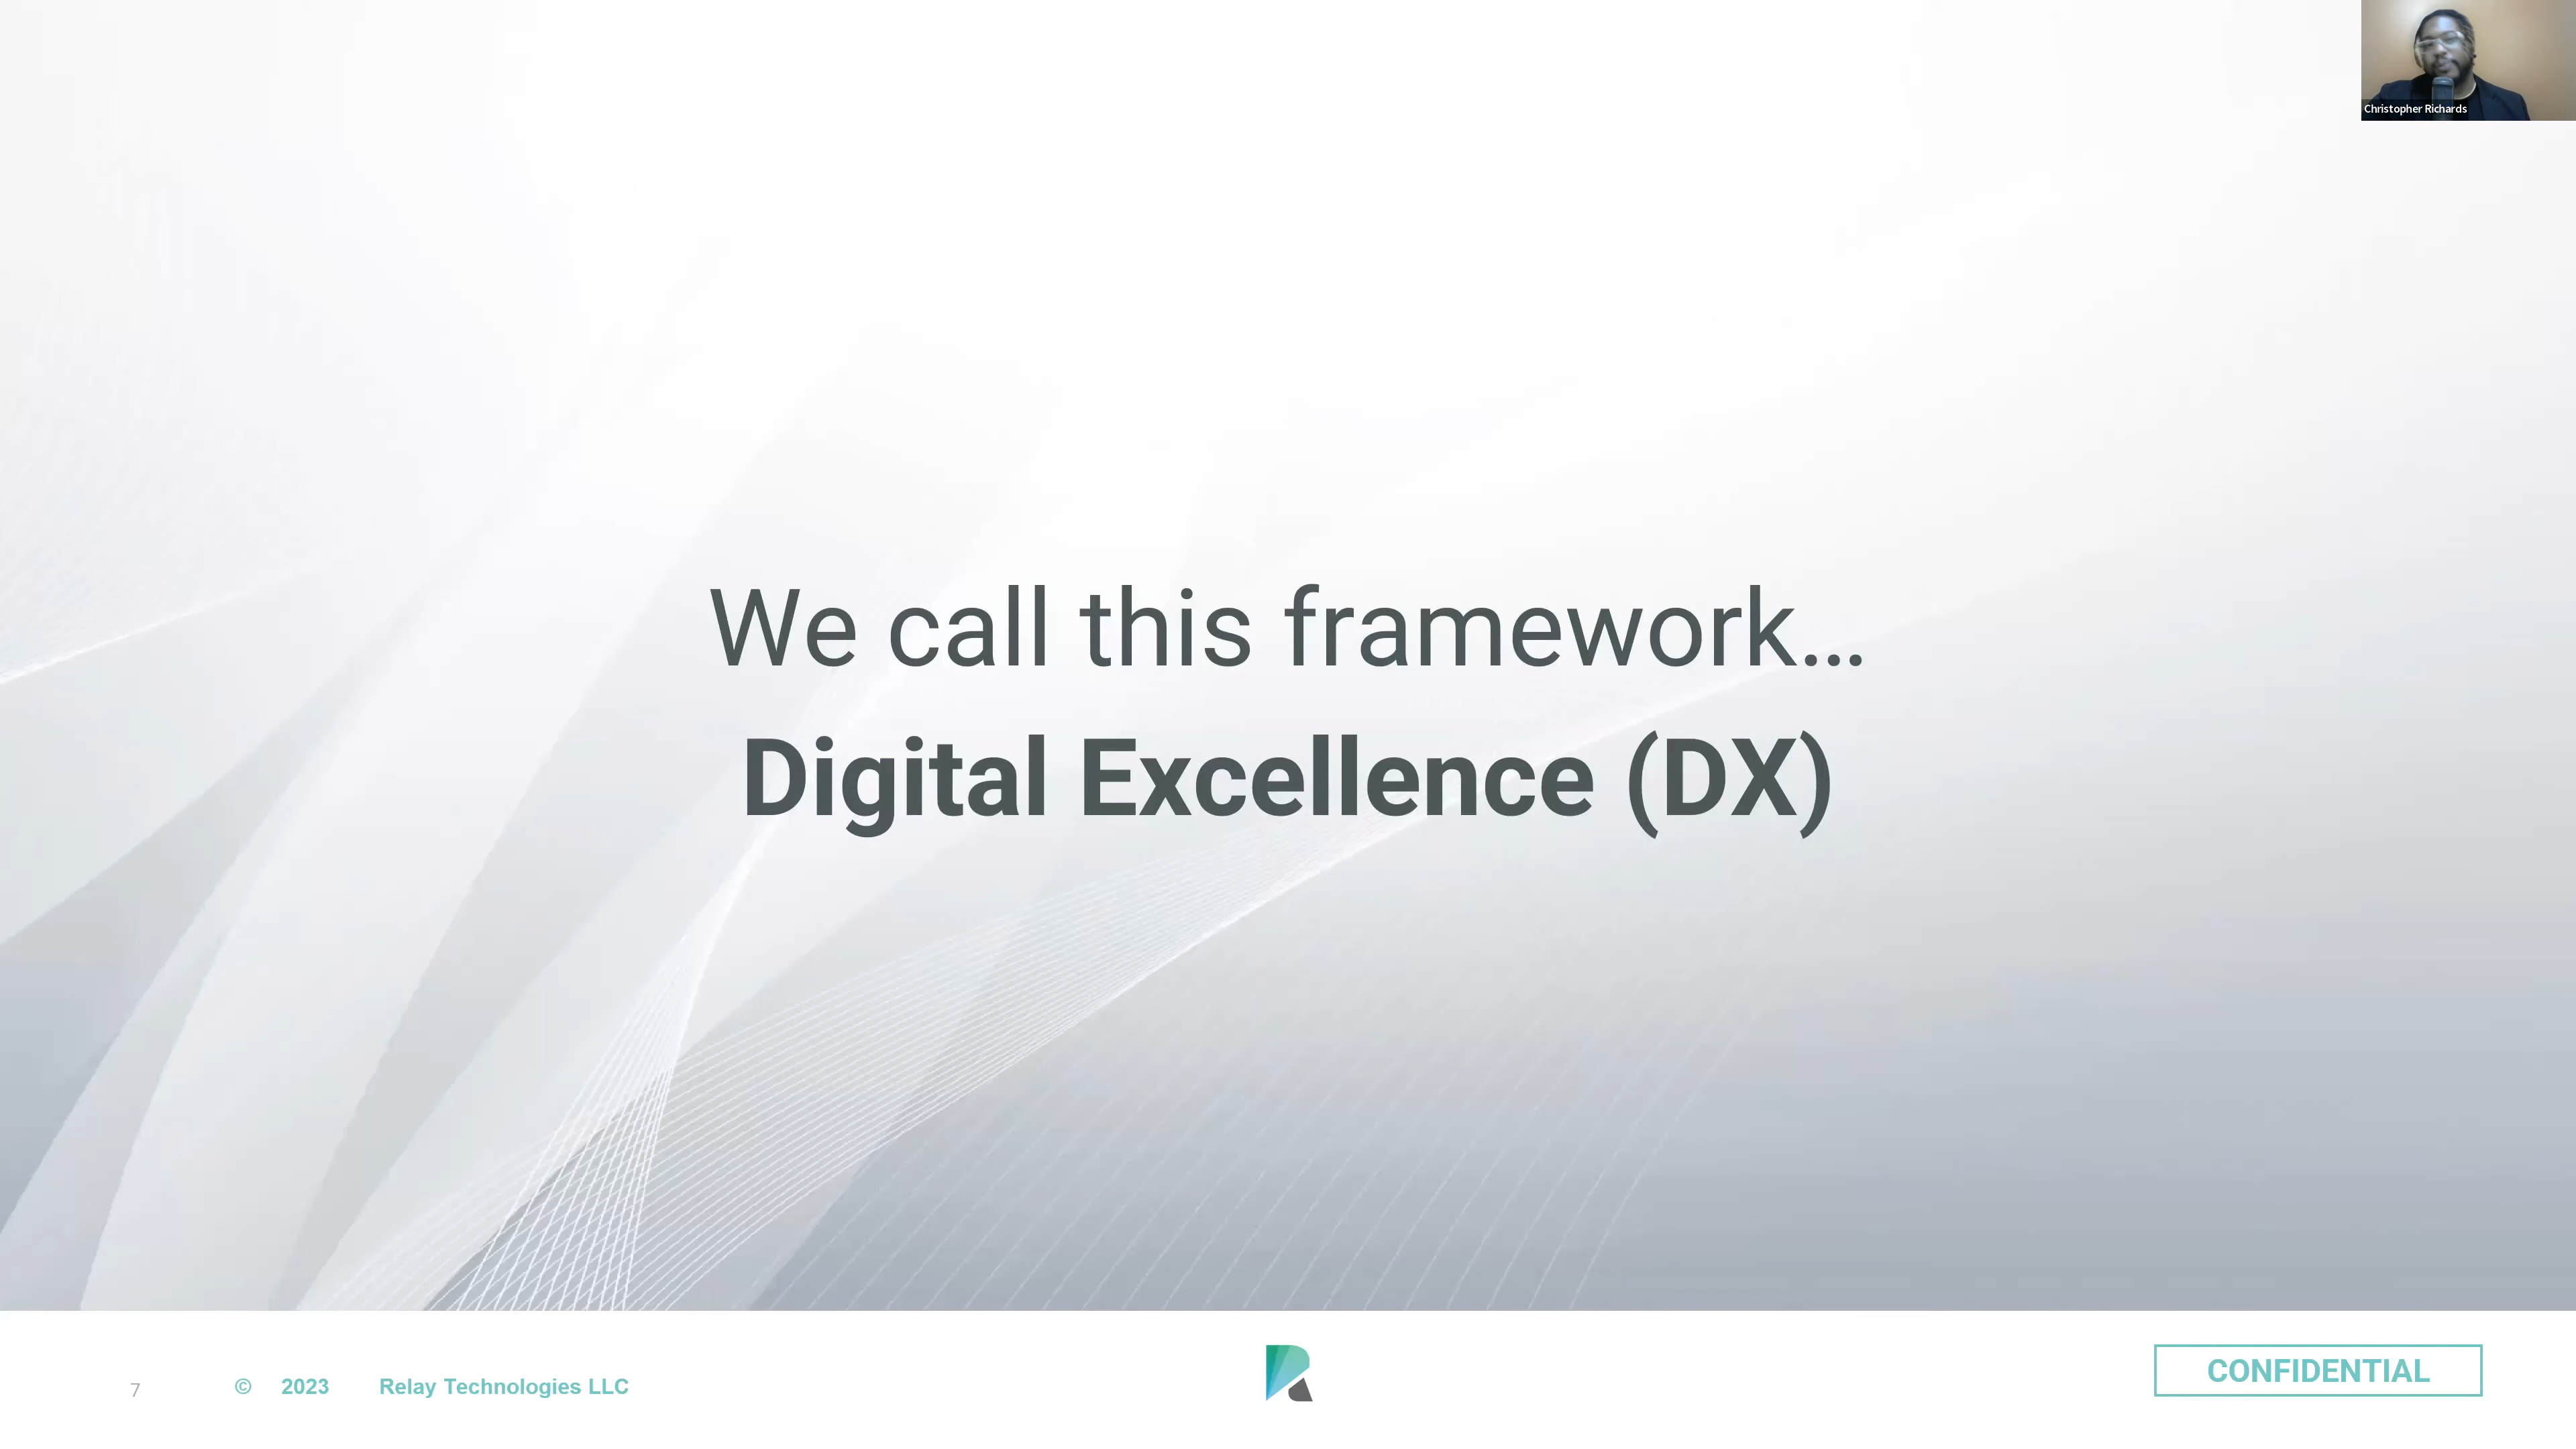 Christopher Richards
We call this framework…
Digital Excellence (DX)
7 © 2023 Relay Technologies LLC
CONFIDENTIAL